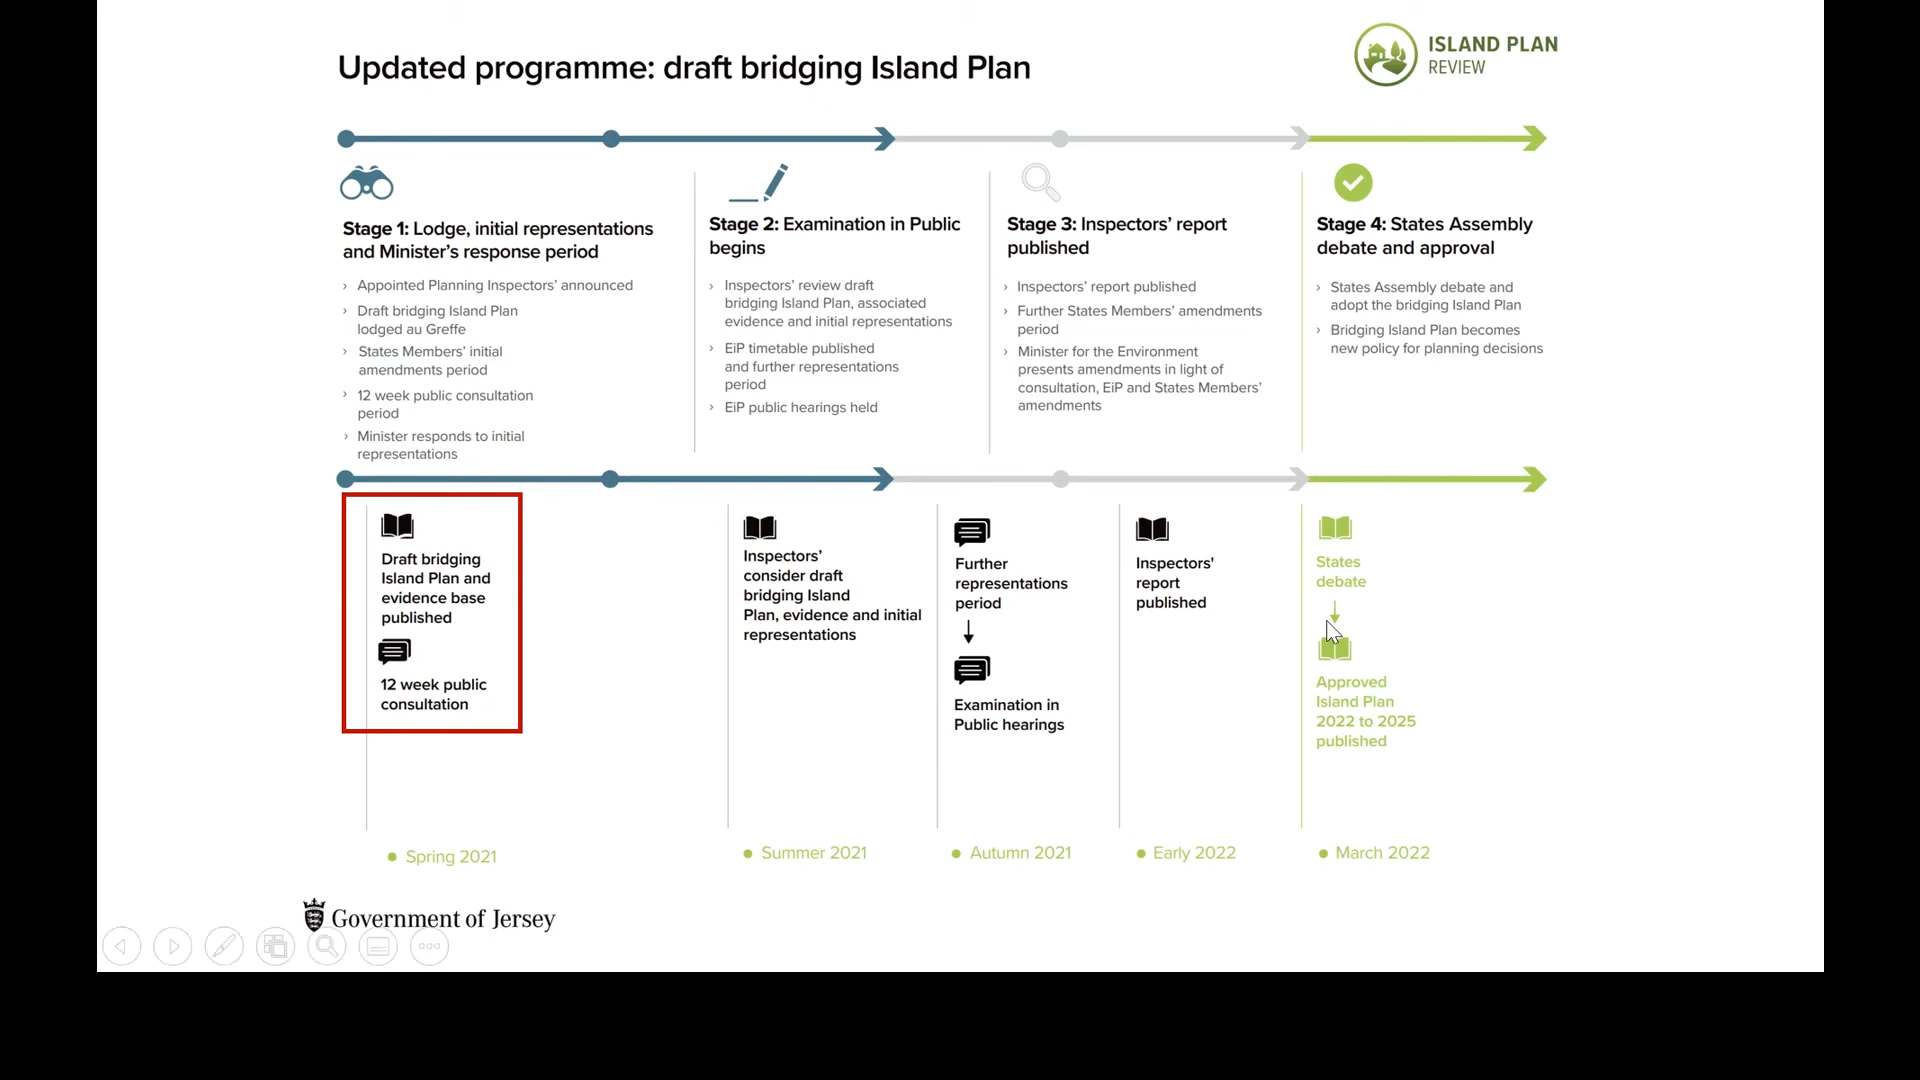 Updated programme: draft bridging Island Plan
ISLAND PLAN
REVIEW
Stage 1: Lodge, initial representations
and Minister's response period
› Appointed Planning Inspectors' announced
› Draft bridging Island Plan
lodged au Greffe
› States Members' initial
amendments period
› 12 week public consultation
period
› Minister responds to initial
representations
Stage 2: Examination in Public
begins
› Inspectors' review draft
bridging Island Plan, associated
evidence and initial representations
› EiP timetable published
and further representations
period
› EiP public hearings held
Stage 3: Inspectors' report
published
› Inspectors' report published
› Further States Members' amendments
period
› Minister for the Environment
presents amendments in light of
consultation, EiP and States Members'
amendments
Stage 4: States Assembly
debate and approval
› States Assembly debate and
adopt the bridging Island Plan
› Bridging Island Plan becomes
new policy for planning decisions
Draft bridging
Island Plan and
evidence base
published
12 week public
consultation
Inspectors'
consider draft
bridging Island
Plan, evidence and initial
representations
Further
representations
period
Examination in
Public hearings
Inspectors'
report
published
States
debate
Approved
Island Plan
2022 to 2025
published
• Spring 2021
• Summer 2021
• Autumn 2021
• Early 2022
• March 2022
Government of Jersey